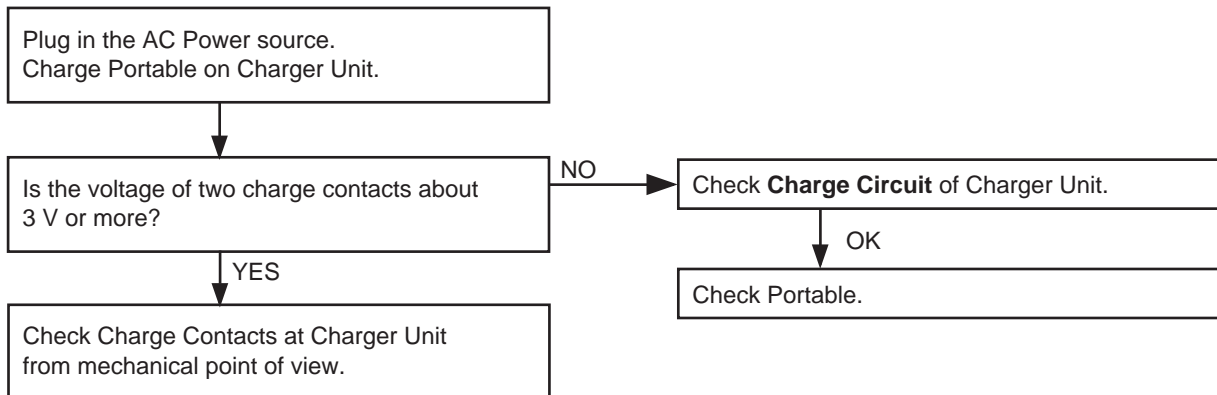 Plug in the AC Power source.
Charge Portable on Charger Unit.
Is the voltage of two charge contacts about
3 V or more?
NO
Check Charge Circuit of Charger Unit.
OK
Check Portable.
YES
Check Charge Contacts at Charger Unit
from mechanical point of view.